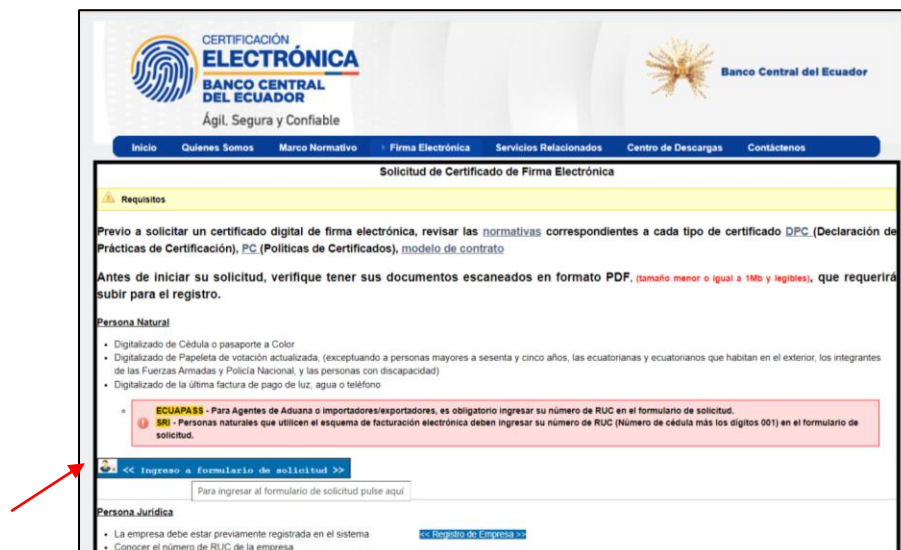 CERTIFICACIÓN
ELECTRÓNICA
BANCO CENTRAL
DEL ECUADOR
Ágil, Segura y Confiable
Banco Central del Ecuador
Inicio Quienes Somos Marco Normativo Firma Electrónica Servicios Relacionados Centro de Descargas Contáctenos
Solicitud de Certificado de Firma Electrónica
Requisitos
Previo a solicitar un certificado digital de firma electrónica, revisar las normativas correspondientes a cada tipo de certificado DPC (Declaración de
Prácticas de Certificación), PC (Políticas de Certificados), modelo de contrato
Antes de iniciar su solicitud, verifique tener sus documentos escaneados en formato PDF, (tamaño menor o igual a 1Mb y legibles), que requerirá
subir para el registro.
Persona Natural
• Digitalizado de Cédula o pasaporte a Color
• Digitalizado de Papeleta de votación actualizada, (exceptuando a personas mayores a sesenta y cinco años, las ecuatorianas y ecuatorianos que habitan en el exterior, los integrantes
de las Fuerzas Armadas y Policía Nacional, y las personas con discapacidad)
• Digitalizado de la última factura de pago de luz, agua o teléfono
ECUAPASS - Para Agentes de Aduana o importadores/exportadores, es obligatorio ingresar su número de RUC en el formulario de solicitud.
SRI - Personas naturales que utilicen el esquema de facturación electrónica deben ingresar su número de RUC (Número de cédula más los dígitos 001) en el formulario de
solicitud.
<< Ingreso a formulario de solicitud >>
Para ingresar al formulario de solicitud pulse aquí
Persona Jurídica
• La empresa debe estar previamente registrada en el sistema << Registro de Empresa >>
• Conocer el número de RUC de la empresa